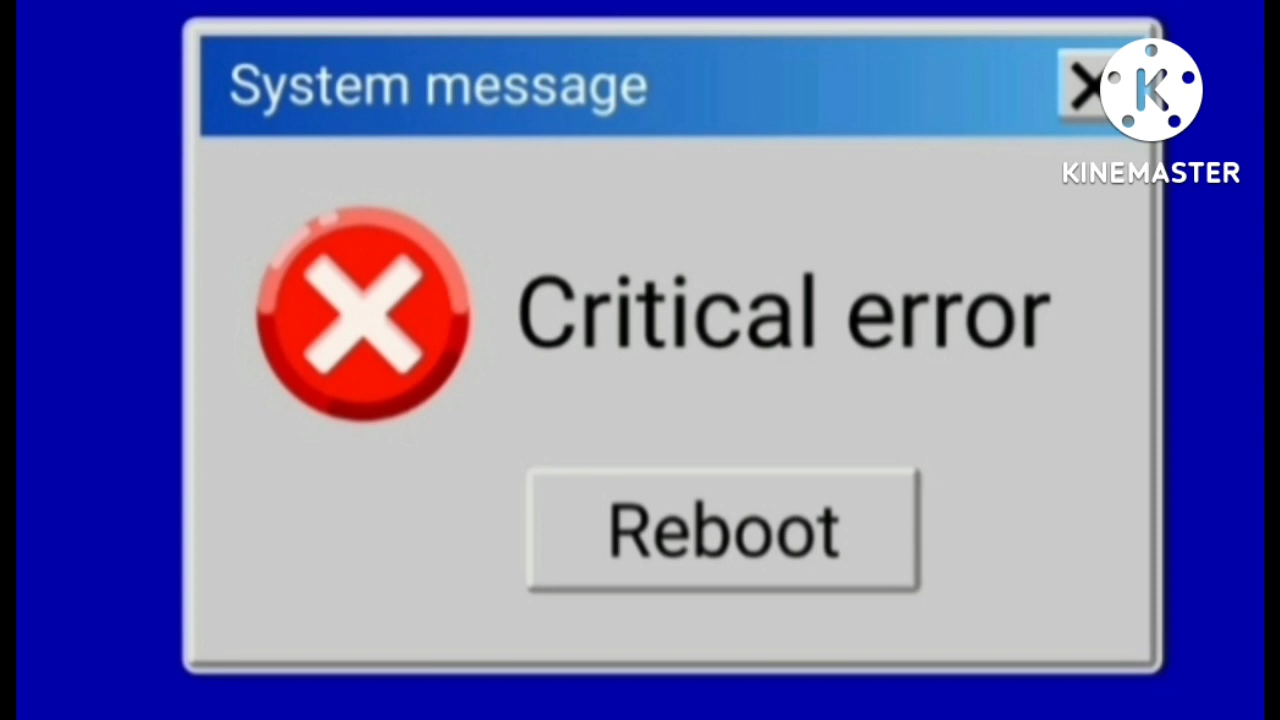 System message
K
KINEMASTER
Critical error
Reboot